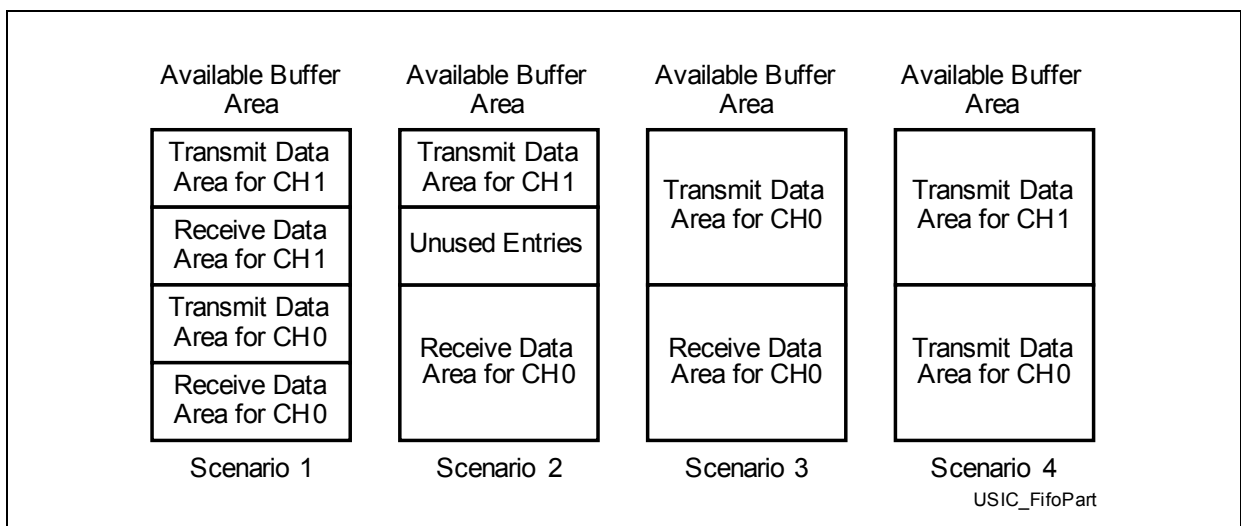 Available Buffer
Area
Transmit Data
Area for CH1
Receive Data
Area for CH1
Transmit Data
Area for CH0
Receive Data
Area for CH0
Scenario 1
Available Buffer
Area
Transmit Data
Area for CH1
Unused Entries
Receive Data
Area for CH0
Scenario 2
Available Buffer
Area
Transmit Data
Area for CH0
Receive Data
Area for CH0
Scenario 3
Available Buffer
Area
Transmit Data
Area for CH1
Transmit Data
Area for CH0
Scenario 4
USIC_FifoPart